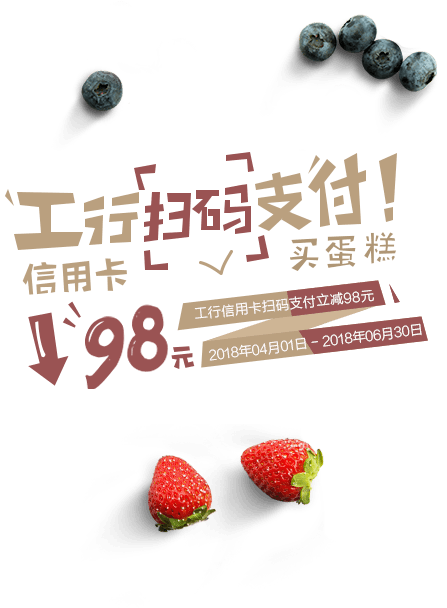 工行扫码支付！
信用卡 买蛋糕
98元
工行信用卡扫码支付立减98元
2018年04月01日 - 2018年06月30日